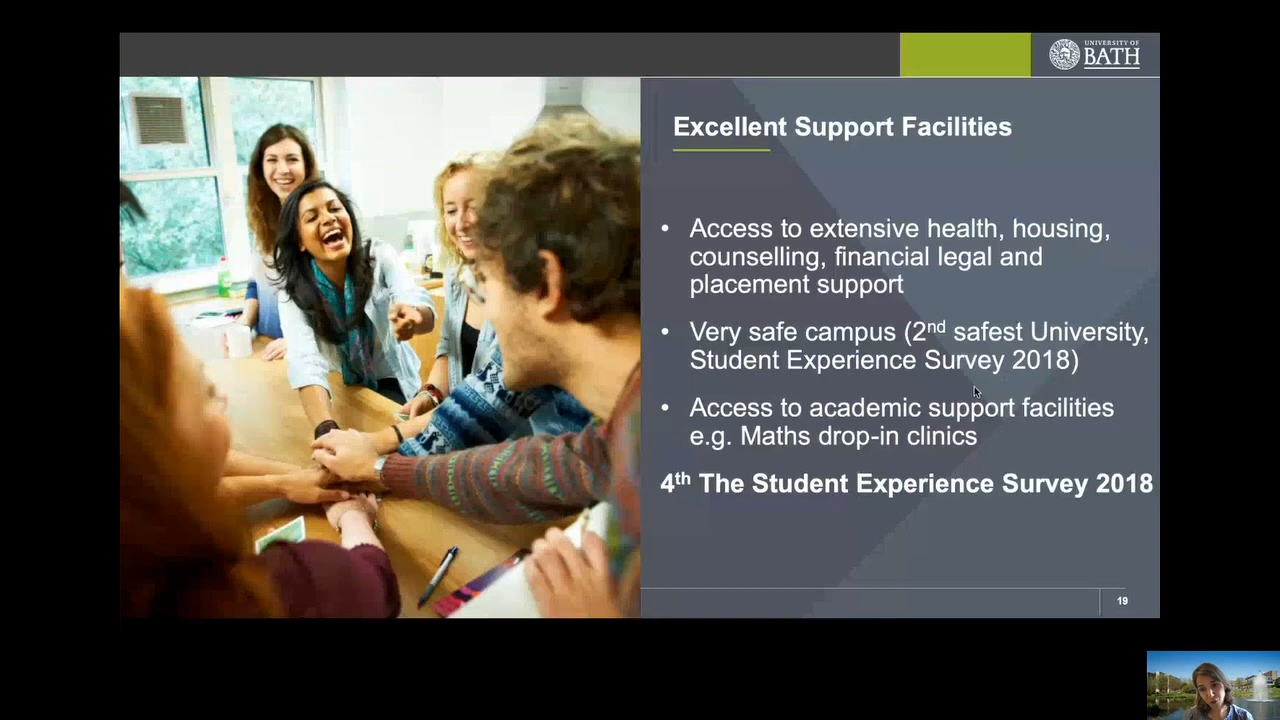 UNIVERSITY OF
BATH
Excellent Support Facilities
• Access to extensive health, housing,
counselling, financial legal and
placement support
• Very safe campus (2nd safest University,
Student Experience Survey 2018)
• Access to academic support facilities
e.g. Maths drop-in clinics
4th The Student Experience Survey 2018
19